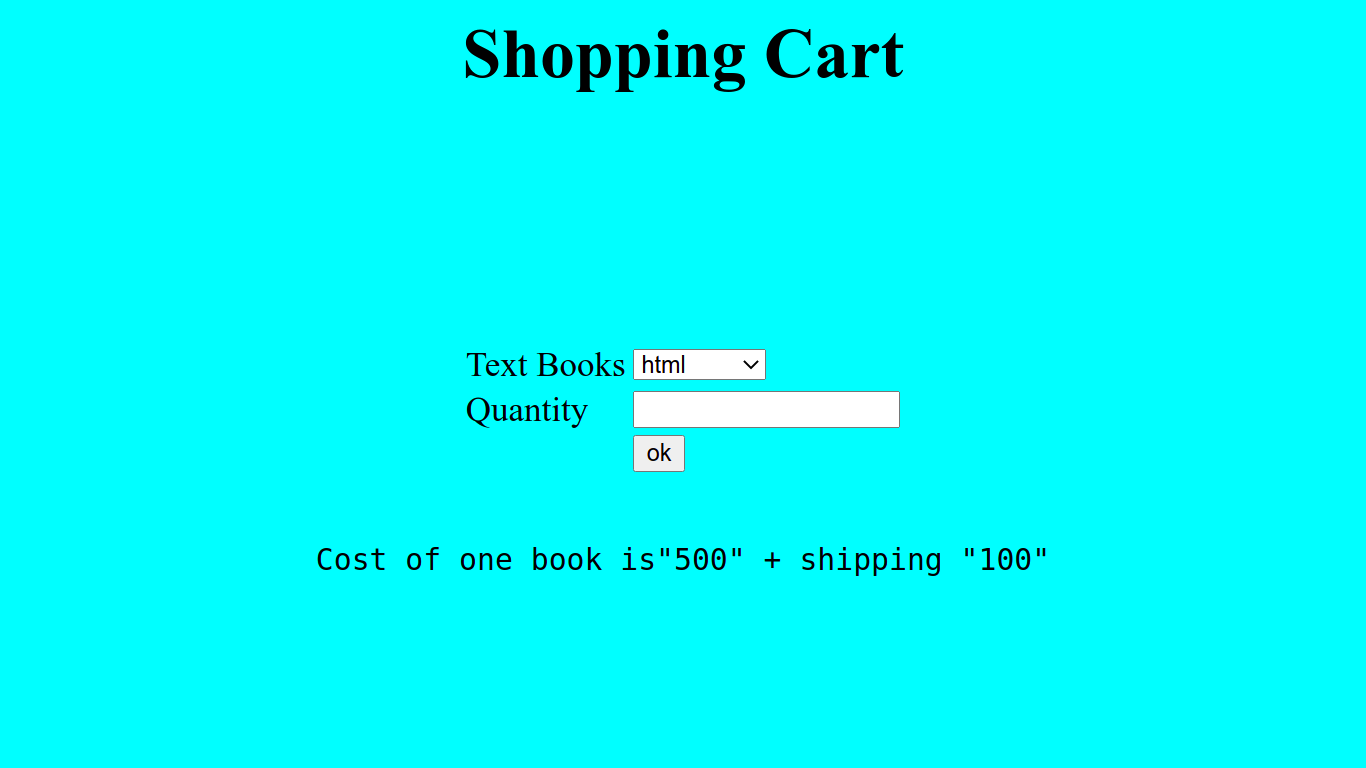 Shopping Cart
Text Books html
Quantity
ok
Cost of one book is"500" + shipping "100"